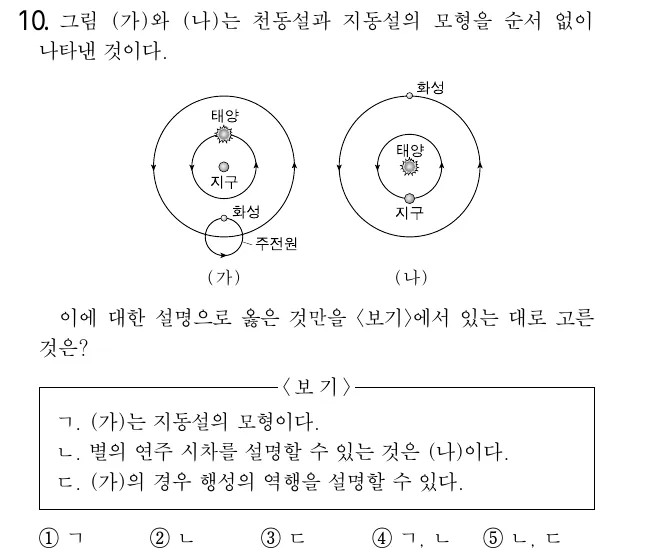 10. 그림 (가)와 (나)는 천동설과 지동설의 모형을 순서 없이
나타낸 것이다.
태양
지구
화성
주전원
(가)
화성
태양
지구
(나)
이에 대한 설명으로 옳은 것만을 〈보기〉에서 있는 대로 고른
것은?
〈보 기〉
ㄱ. (가)는 지동설의 모형이다.
ㄴ. 별의 연주 시차를 설명할 수 있는 것은 (나)이다.
ㄷ. (가)의 경우 행성의 역행을 설명할 수 있다.
① ㄱ ② ㄴ ③ ㄷ ④ ㄱ, ㄴ ⑤ ㄴ, ㄷ